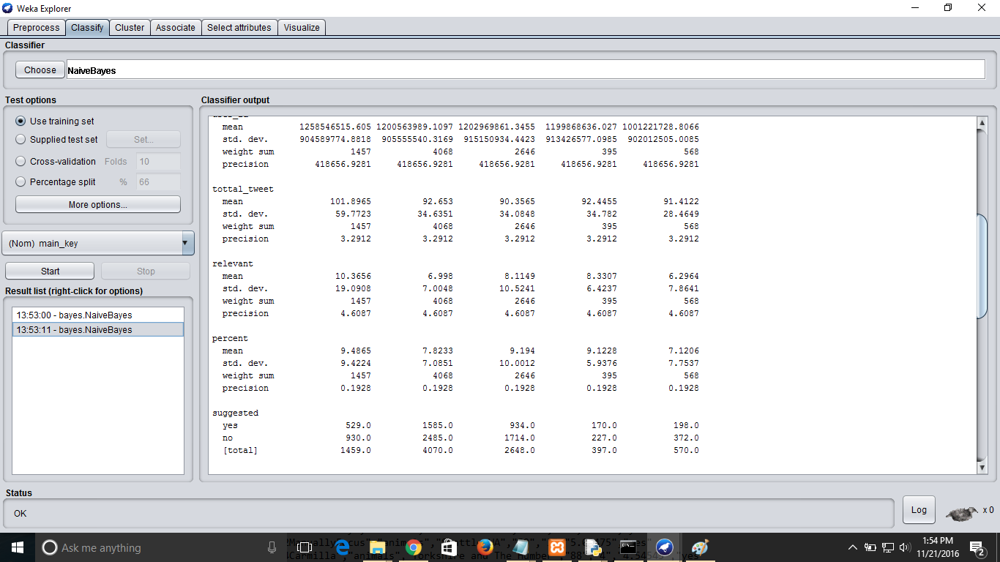 Weka Explorer
Preprocess Classify Cluster Associate Select attributes Visualize
Classifier
Choose NaiveBayes
Test options
Use training set
Supplied test set Set...
Cross-validation Folds 10
Percentage split % 66
More options...
(Nom) main_key
Start Stop
Result list (right-click for options)
13:53:00 - bayes.NaiveBayes
13:53:11 - bayes.NaiveBayes
Classifier output
mean 1258546515.605 1200563989.1097 1202969861.3455 1199868636.027 1001221728.8066
std. dev. 904589774.8818 905555540.3169 915150934.4423 913426577.0985 902012505.0085
weight sum 1457 4068 2646 395 568
precision 418656.9281 418656.9281 418656.9281 418656.9281 418656.9281
tottal_tweet
mean 101.8965 92.653 90.3565 92.4455 91.4122
std. dev. 59.7723 34.6351 34.0848 34.782 28.4649
weight sum 1457 4068 2646 395 568
precision 3.2912 3.2912 3.2912 3.2912 3.2912
relevant
mean 10.3656 6.998 8.1149 8.3307 6.2964
std. dev. 19.0908 7.0048 10.5241 6.4237 7.8641
weight sum 1457 4068 2646 395 568
precision 4.6087 4.6087 4.6087 4.6087 4.6087
percent
mean 9.4865 7.8233 9.194 9.1228 7.1206
std. dev. 9.4224 7.0851 10.0012 5.9376 7.7537
weight sum 1457 4068 2646 395 568
precision 0.1928 0.1928 0.1928 0.1928 0.1928
suggested
yes 529.0 1585.0 934.0 170.0 198.0
no 930.0 2485.0 1714.0 227.0 372.0
[total] 1459.0 4070.0 2648.0 397.0 570.0
Status
OK
Log x 0
Ask me anything
1:54 PM
11/21/2016
2